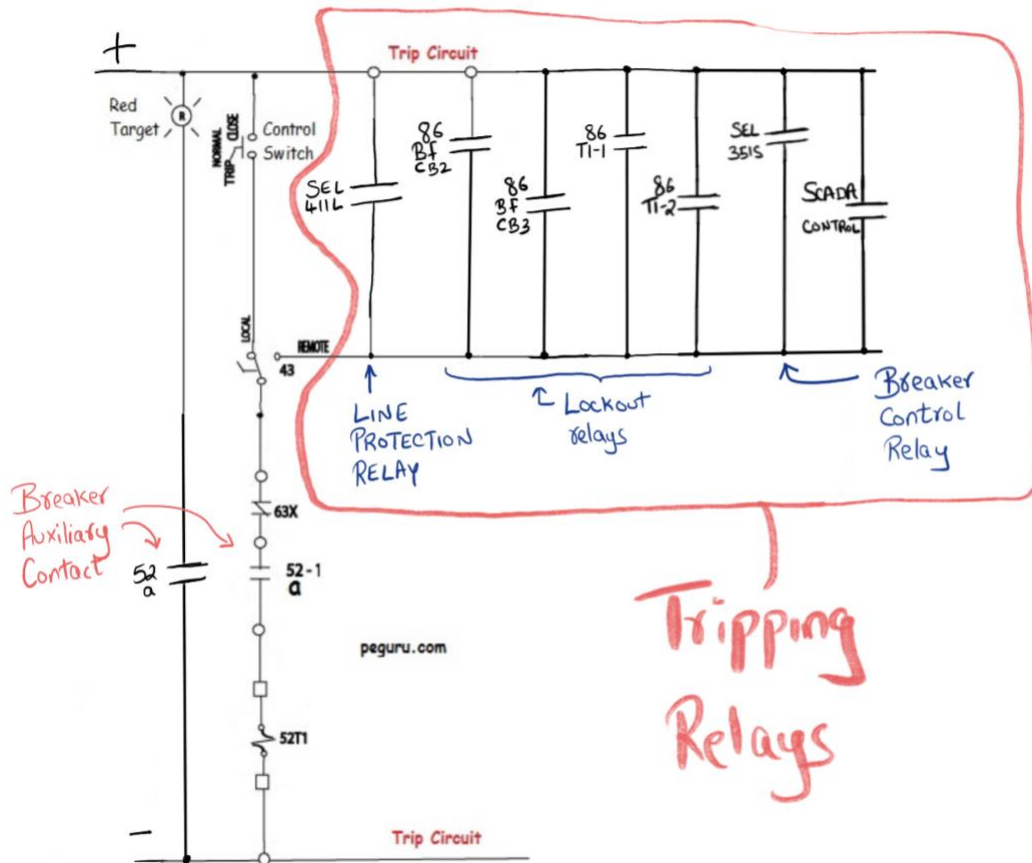 +
Trip Circuit
Red
Target
R
NORMAL
CLOSE
TRIP
Control
Switch
SEL
411L
86
Bf
CB2
86
BF
CB3
86
T1-1
86
T1-2
SEL
351S
SCADA
CONTROL
LOCAL
REMOTE
43
LINE
PROTECTION
RELAY
Lockout
relays
Breaker
Control
Relay
Breaker
Auxiliary
Contact
63X
52
a
52-1
a
peguru.com
Tripping
Relays
52T1
-
Trip Circuit